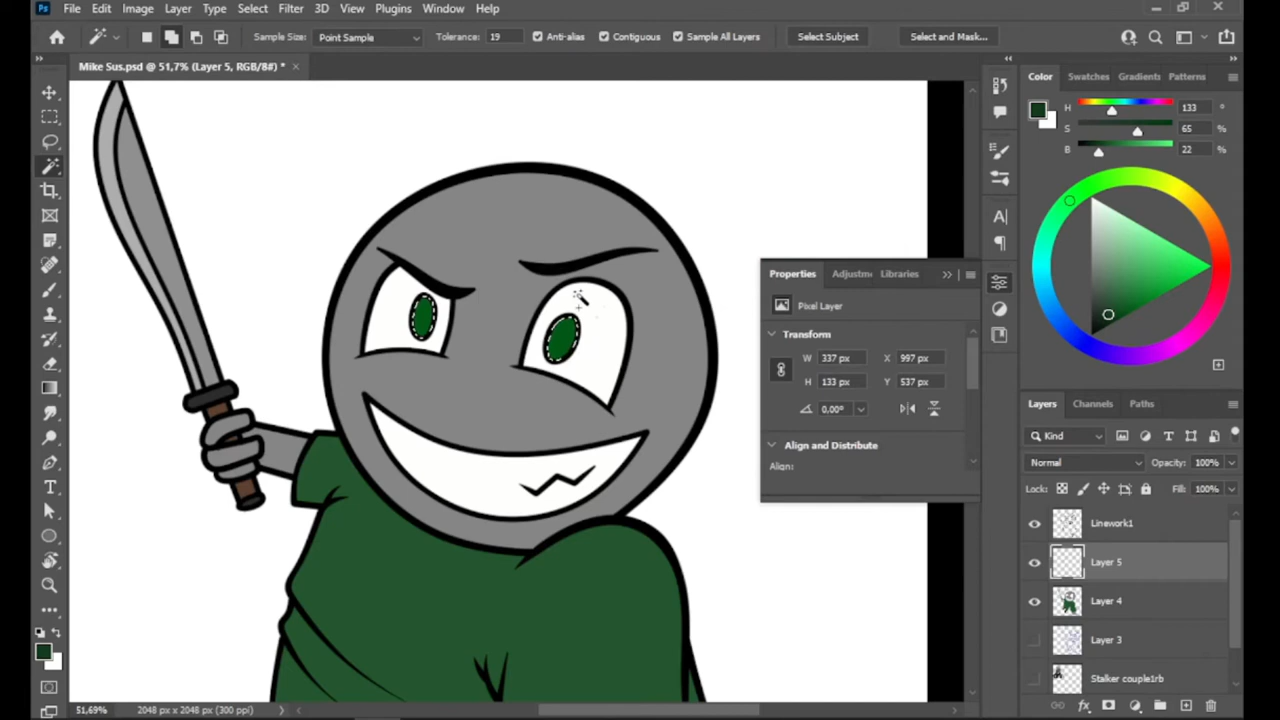 Ps File Edit Image Layer Type Select Filter 3D View Plugins Window Help
Sample Size: Point Sample Tolerance: 19 Anti-alias Contiguous Sample All Layers Select Subject Select and Mask...
Mike Sus.psd @ 51,7% (Layer 5, RGB/8#) *
Color Swatches Gradients Patterns
H 133 °
S 65 %
B 22 %
Properties Adjustm Libraries
Pixel Layer
Transform
W 337 px X 997 px
H 133 px Y 537 px
0,00°
Align and Distribute
Align:
Layers Channels Paths
Kind
Normal Opacity: 100%
Lock: Fill: 100%
Linework1
Layer 5
Layer 4
Layer 3
Stalker couple1rb
51,69% 2048 px x 2048 px (300 ppi)